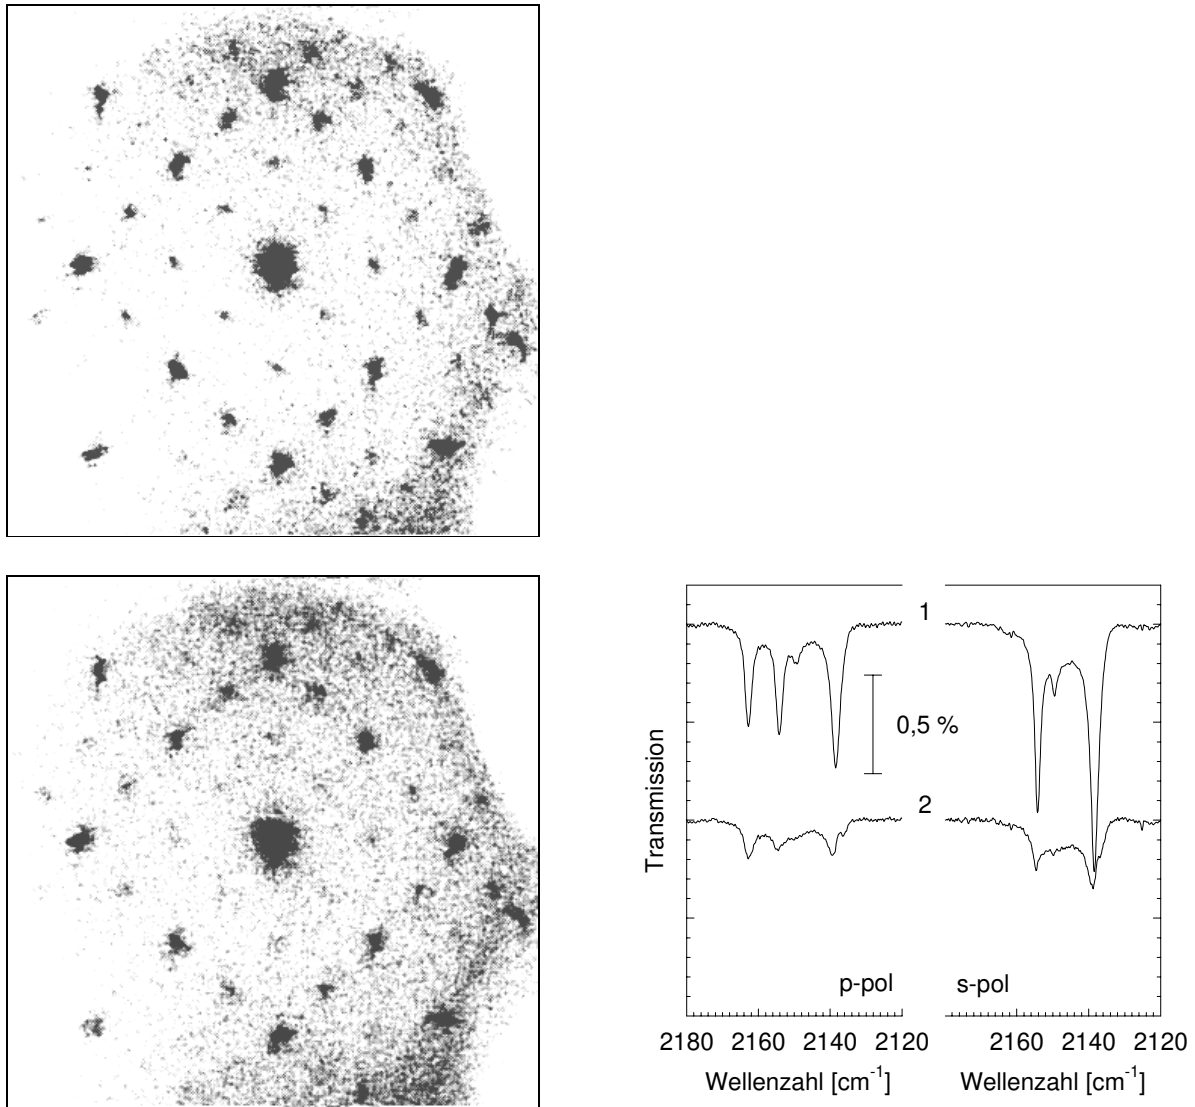 1
0,5 %
2
Transmission
p-pol
s-pol
2180 2160 2140 2120
2160 2140 2120
Wellenzahl [cm⁻¹]
Wellenzahl [cm⁻¹]